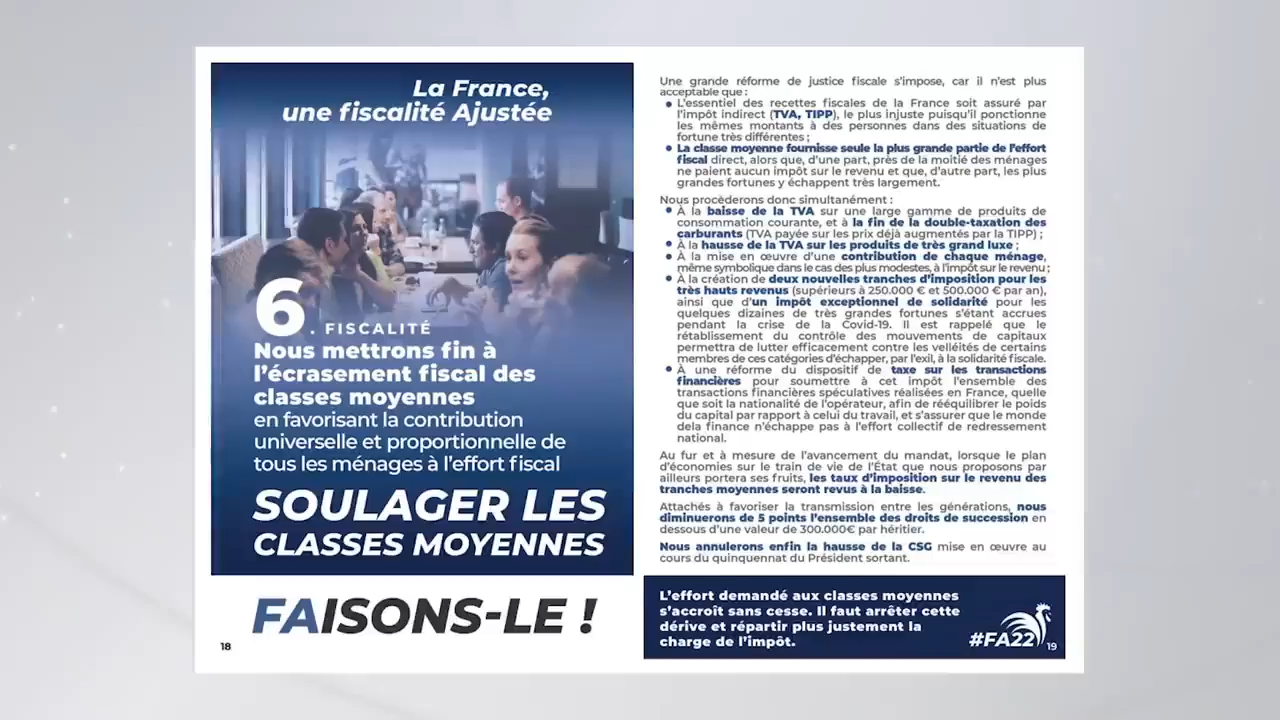 La France,
une fiscalité Ajustée
6. FISCALITÉ
Nous mettrons fin à
l'écrasement fiscal des
classes moyennes
en favorisant la contribution
universelle et proportionnelle de
tous les ménages à l'effort fiscal
SOULAGER LES
CLASSES MOYENNES
FAISONS-LE !
18
Une grande réforme de justice fiscale s'impose, car il n'est plus
acceptable que :
• L'essentiel des recettes fiscales de la France soit assuré par
l'impôt indirect (TVA, TIPP), le plus injuste puisqu'il ponctionne
les mêmes montants à des personnes dans des situations de
fortune très différentes ;
• La classe moyenne fournisse seule la plus grande partie de l'effort
fiscal direct, alors que, d'une part, près de la moitié des ménages
ne paient aucun impôt sur le revenu et que, d'autre part, les plus
grandes fortunes y échappent très largement.
Nous procèderons donc simultanément :
• À la baisse de la TVA sur une large gamme de produits de
consommation courante, et à la fin de la double-taxation des
carburants (TVA payée sur les prix déjà augmentés par la TIPP) ;
• À la hausse de la TVA sur les produits de très grand luxe ;
• À la mise en œuvre d'une contribution de chaque ménage,
même symbolique dans le cas des plus modestes, à l'impôt sur le revenu ;
• À la création de deux nouvelles tranches d'imposition pour les
très hauts revenus (supérieurs à 250.000 € et 500.000 € par an),
ainsi que d'un impôt exceptionnel de solidarité pour les
quelques dizaines de très grandes fortunes s'étant accrues
pendant la crise de la Covid-19. Il est rappelé que le
rétablissement du contrôle des mouvements de capitaux
permettra de lutter efficacement contre les velléités de certains
membres de ces catégories d'échapper, par l'exil, à la solidarité fiscale.
• À une réforme du dispositif de taxe sur les transactions
financières pour soumettre à cet impôt l'ensemble des
transactions financières spéculatives réalisées en France, quelle
que soit la nationalité de l'opérateur, afin de rééquilibrer le poids
du capital par rapport à celui du travail, et s'assurer que le monde
dela finance n'échappe pas à l'effort collectif de redressement
national.
Au fur et à mesure de l'avancement du mandat, lorsque le plan
d'économies sur le train de vie de l'État que nous proposons par
ailleurs portera ses fruits, les taux d'imposition sur le revenu des
tranches moyennes seront revus à la baisse.
Attachés à favoriser la transmission entre les générations, nous
diminuerons de 5 points l'ensemble des droits de succession en
dessous d'une valeur de 300.000€ par héritier.
Nous annulerons enfin la hausse de la CSG mise en œuvre au
cours du quinquennat du Président sortant.
L'effort demandé aux classes moyennes
s'accroît sans cesse. Il faut arrêter cette
dérive et répartir plus justement la
charge de l'impôt.
#FA22
19